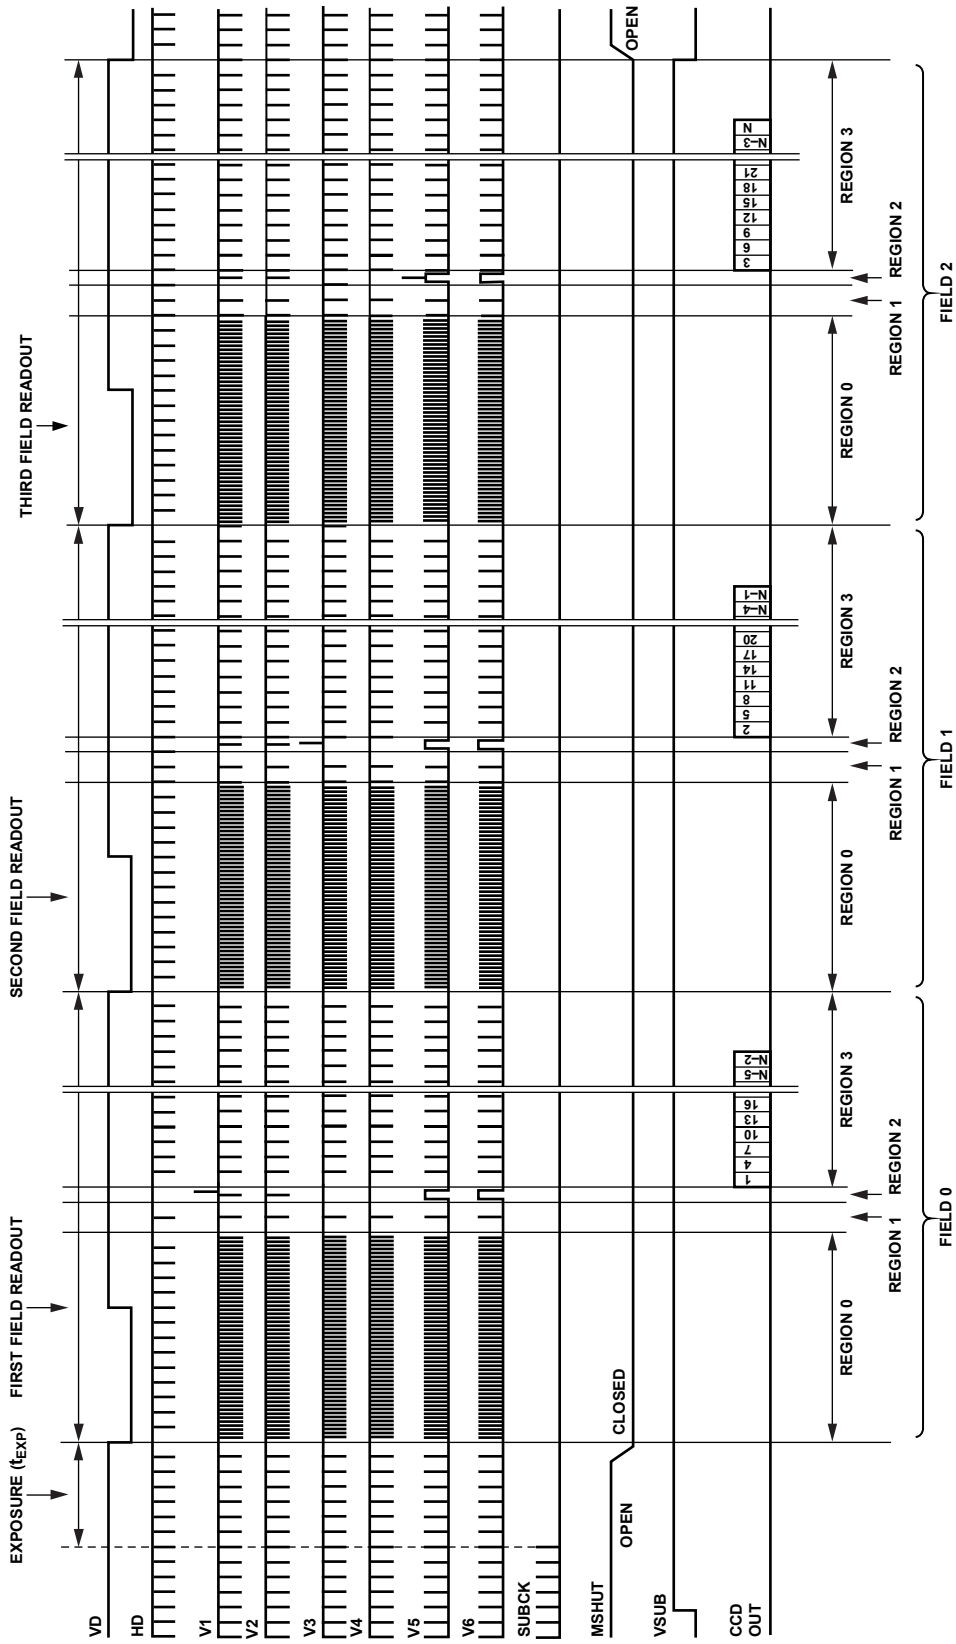 EXPOSURE (tEXP)
FIRST FIELD READOUT
SECOND FIELD READOUT
THIRD FIELD READOUT
VD
HD
V1
V2
V3
V4
V5
V6
SUBCK
MSHUT
OPEN
CLOSED
OPEN
VSUB
CCD
OUT
1
4
7
10
13
16
N–5
N–2
2
5
8
11
14
17
20
N–4
N–1
3
6
9
12
15
18
21
N–3
N
REGION 0
REGION 3
REGION 0
REGION 3
REGION 0
REGION 3
REGION 1
REGION 2
REGION 1
REGION 2
REGION 1
REGION 2
FIELD 0
FIELD 1
FIELD 2